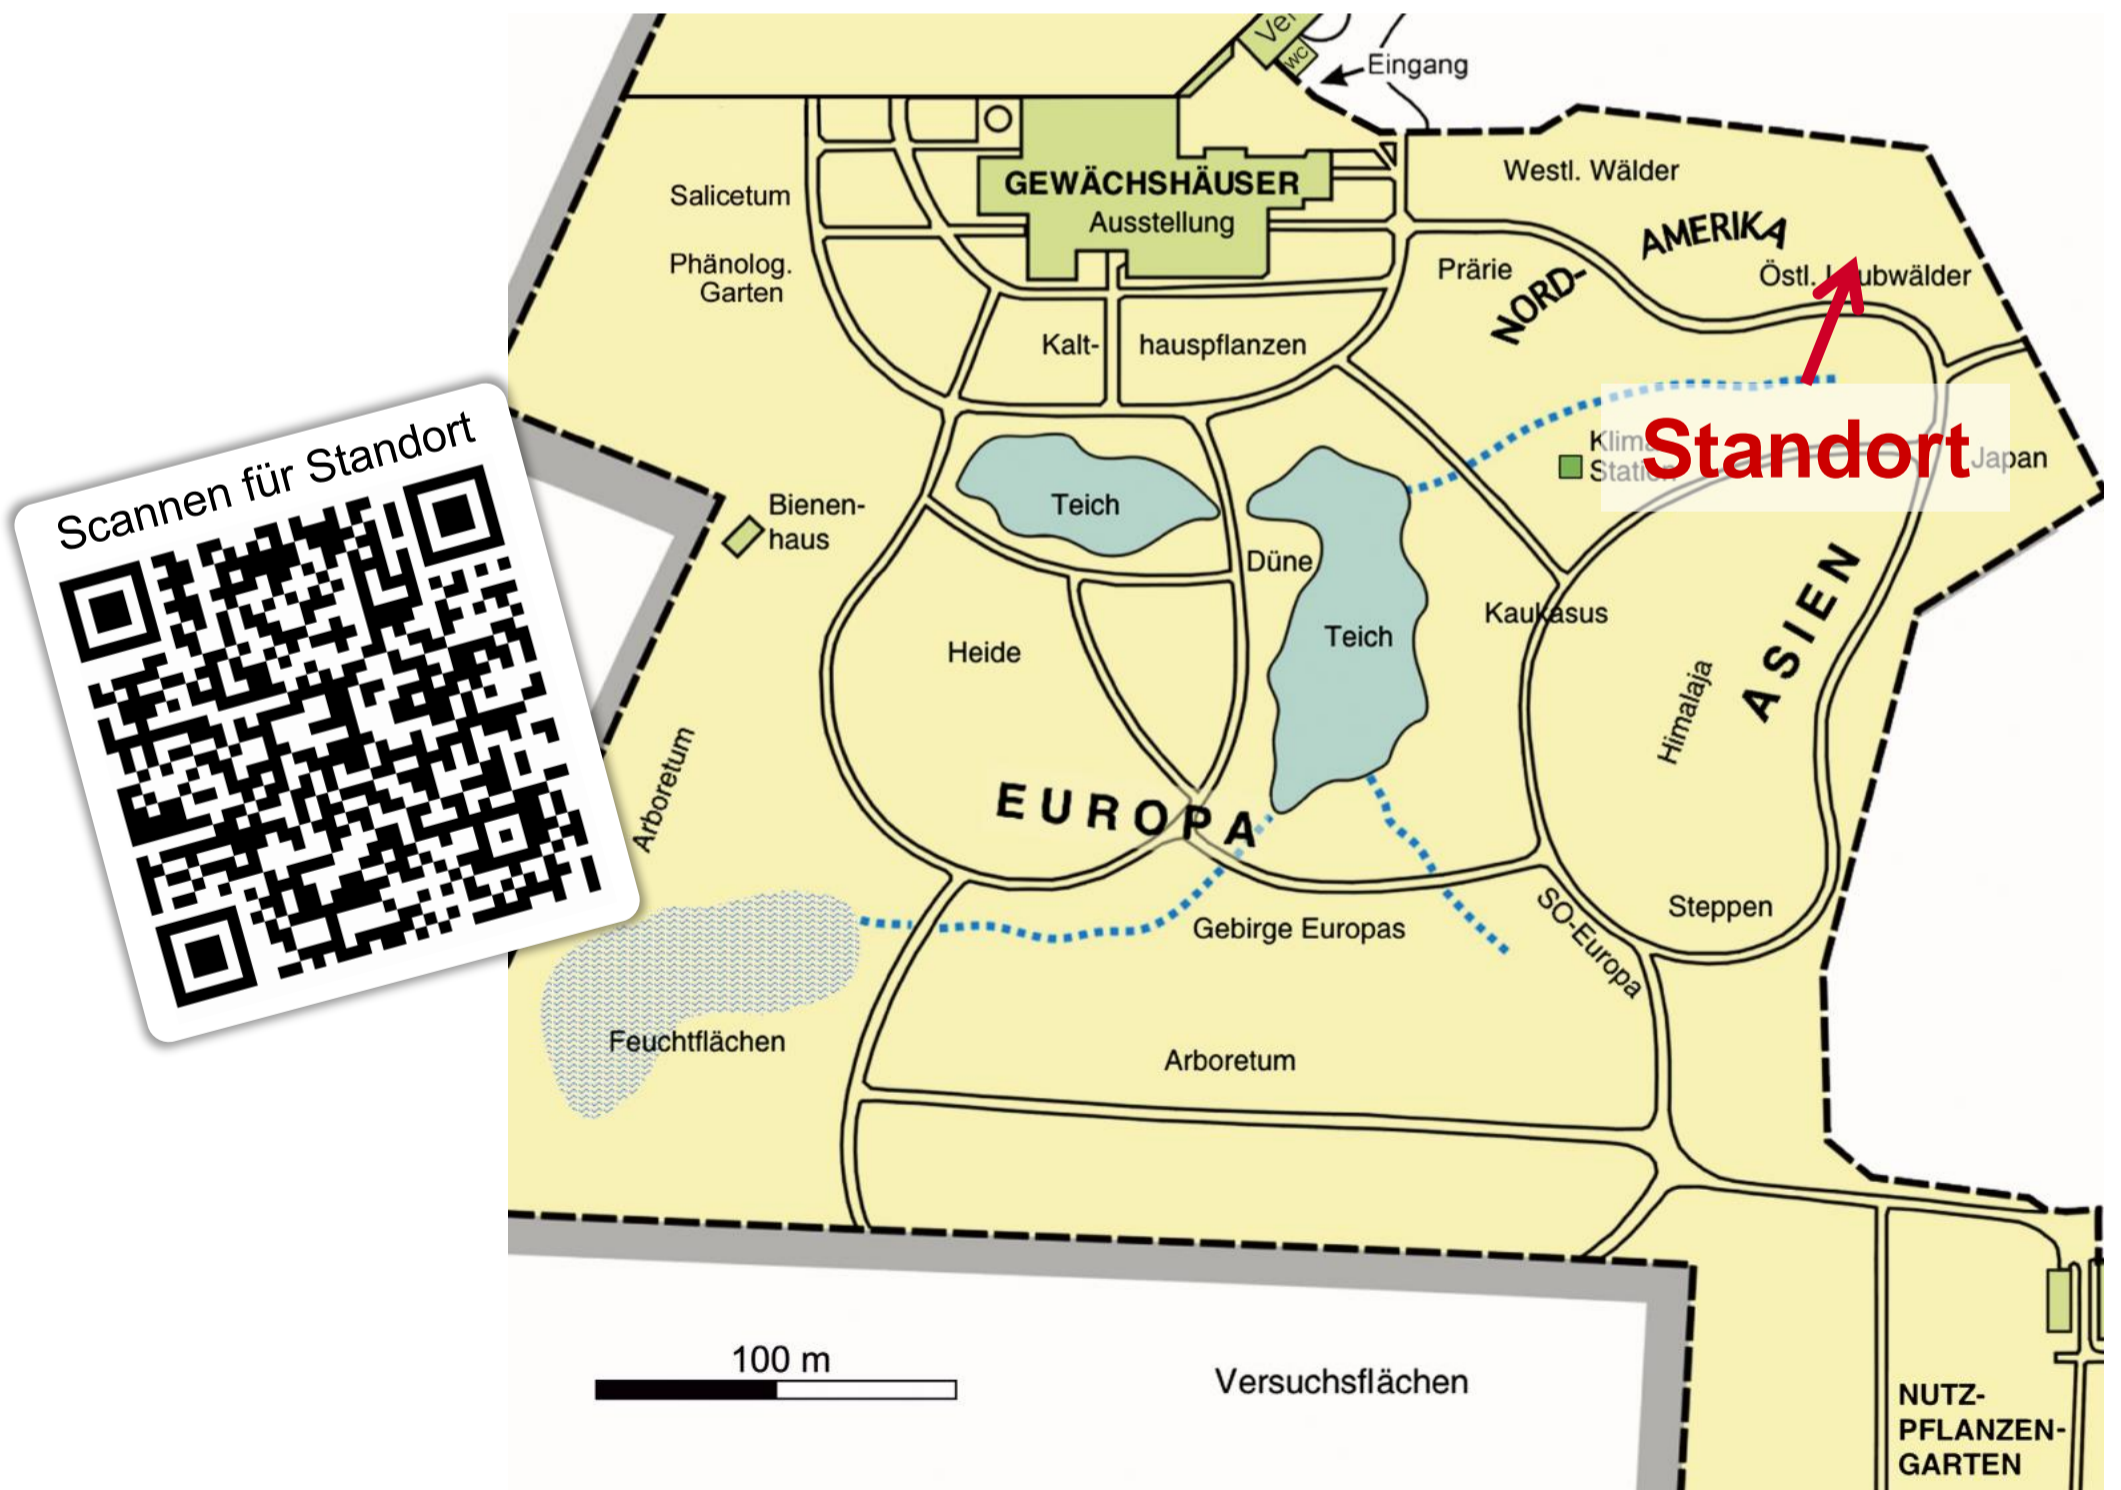 Eingang
WC
Westl. Wälder
GEWÄCHSHÄUSER
Ausstellung
Salicetum
AMERIKA
NORD-
Prärie
Östl. Laubwälder
Phänolog.
Garten
Kalt-
hauspflanzen
Scannen für Standort
Standort
Japan
Bienen-
haus
Teich
Düne
Kaukasus
ASIEN
Teich
Heide
Himalaja
Arboretum
EUROPA
Steppen
Gebirge Europas
SO-Europa
Feuchtflächen
Arboretum
100 m
Versuchsflächen
NUTZ-
PFLANZEN-
GARTEN